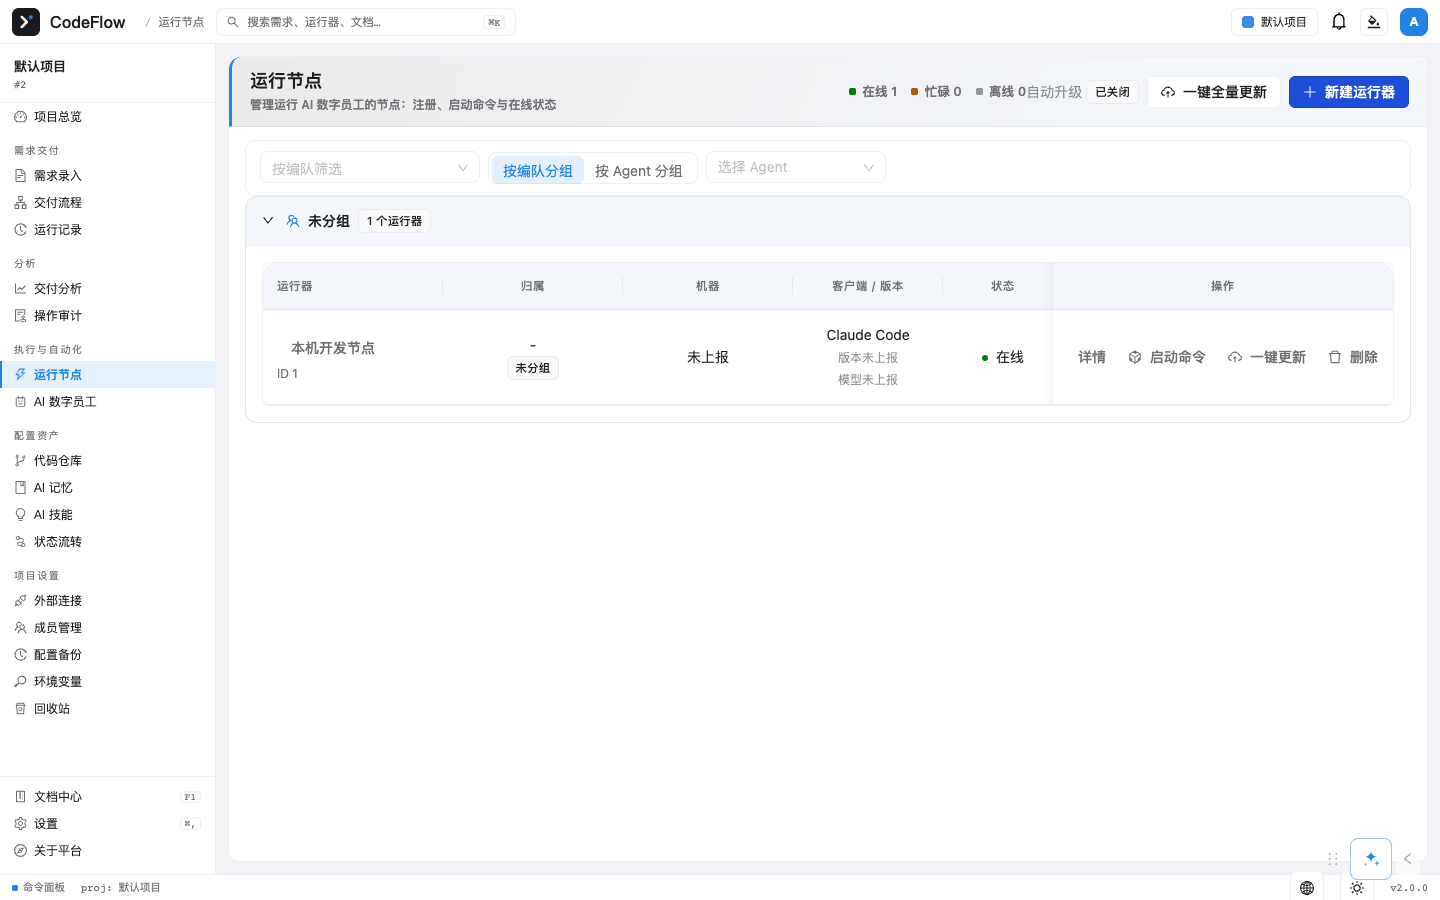 CodeFlow / 运行节点 搜索需求、运行器、文档... ⌘K 默认项目 A
默认项目
#2
项目总览
需求交付
需求录入
交付流程
运行记录
分析
交付分析
操作审计
执行与自动化
运行节点
AI 数字员工
配置资产
代码仓库
AI 记忆
AI 技能
状态流转
项目设置
外部连接
成员管理
配置备份
环境变量
回收站
文档中心 F1
设置 ⌘,
关于平台
运行节点
管理运行 AI 数字员工的节点：注册、启动命令与在线状态
在线 1 忙碌 0 离线 0 自动升级 已关闭 一键全量更新 新建运行器
按编队筛选 按编队分组 按 Agent 分组 选择 Agent
未分组 1 个运行器
运行器 归属 机器 客户端 / 版本 状态 操作
本机开发节点
ID 1
-
未分组
未上报
Claude Code
版本未上报
模型未上报
在线
详情 启动命令 一键更新 删除
命令面板 proj: 默认项目 v2.0.0